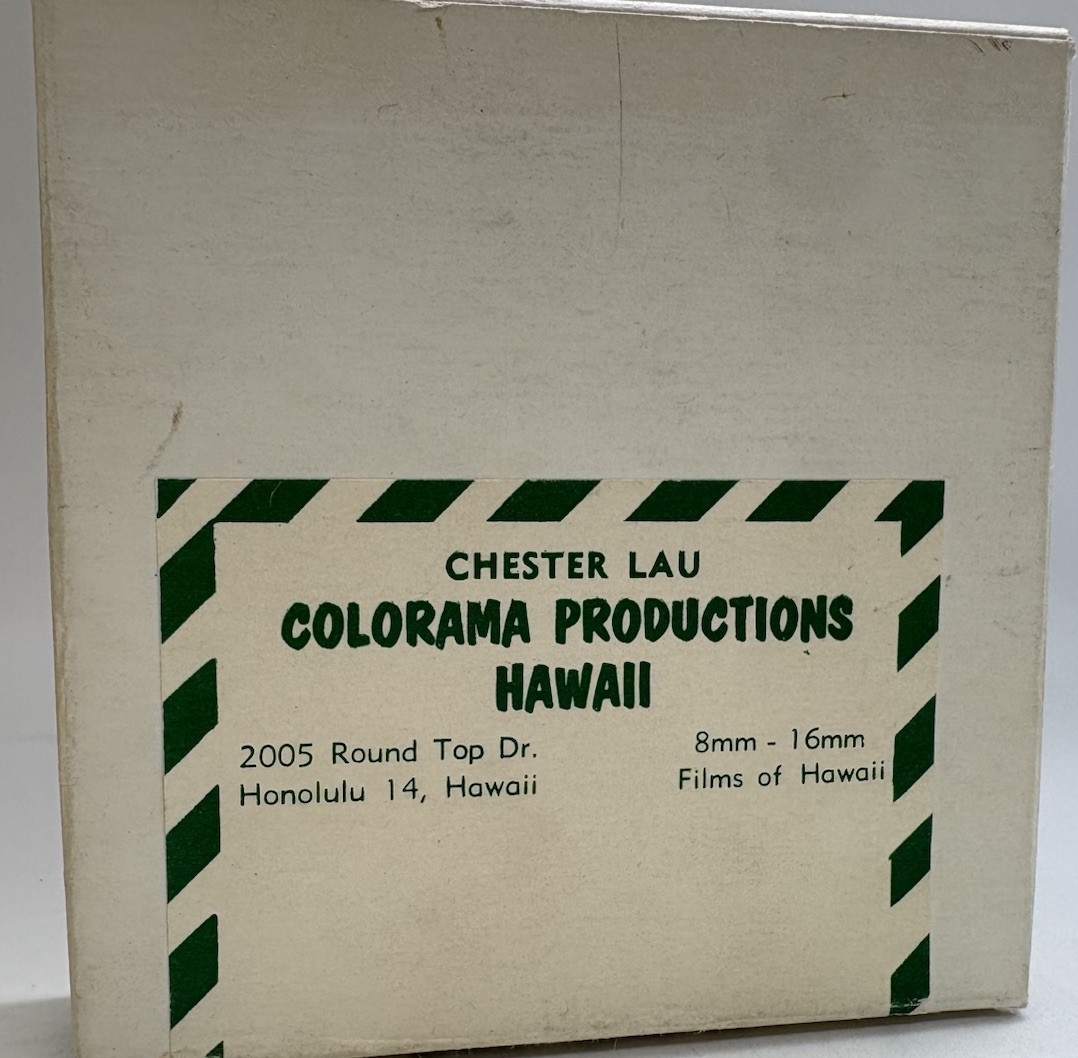 CHESTER LAU
COLORAMA PRODUCTIONS
HAWAII
2005 Round Top Dr.
Honolulu 14, Hawaii
8mm - 16mm
Films of Hawaii